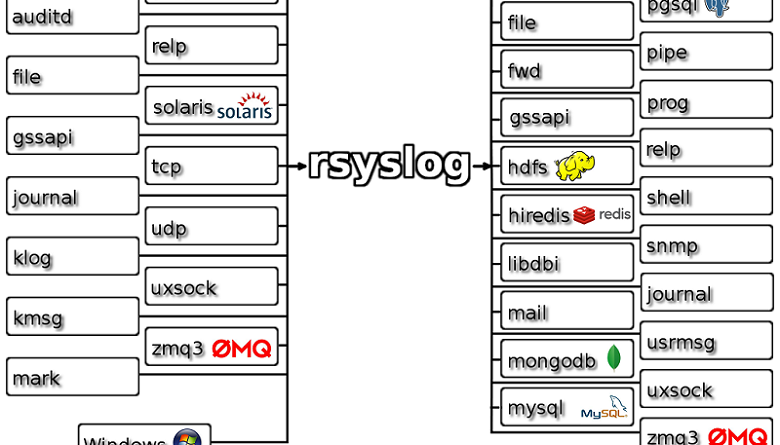 auditd
file
gssapi
journal
klog
kmsg
mark
Windows
relp
solaris SOLARIS
tcp
udp
uxsock
zmq3 ØMQ
rsyslog
file
fwd
gssapi
hdfs
hiredis redis
libdbi
mail
mongodb
mysql MySQL
pgsql
pipe
prog
relp
shell
snmp
journal
usrmsg
uxsock
zmq3 ØMQ